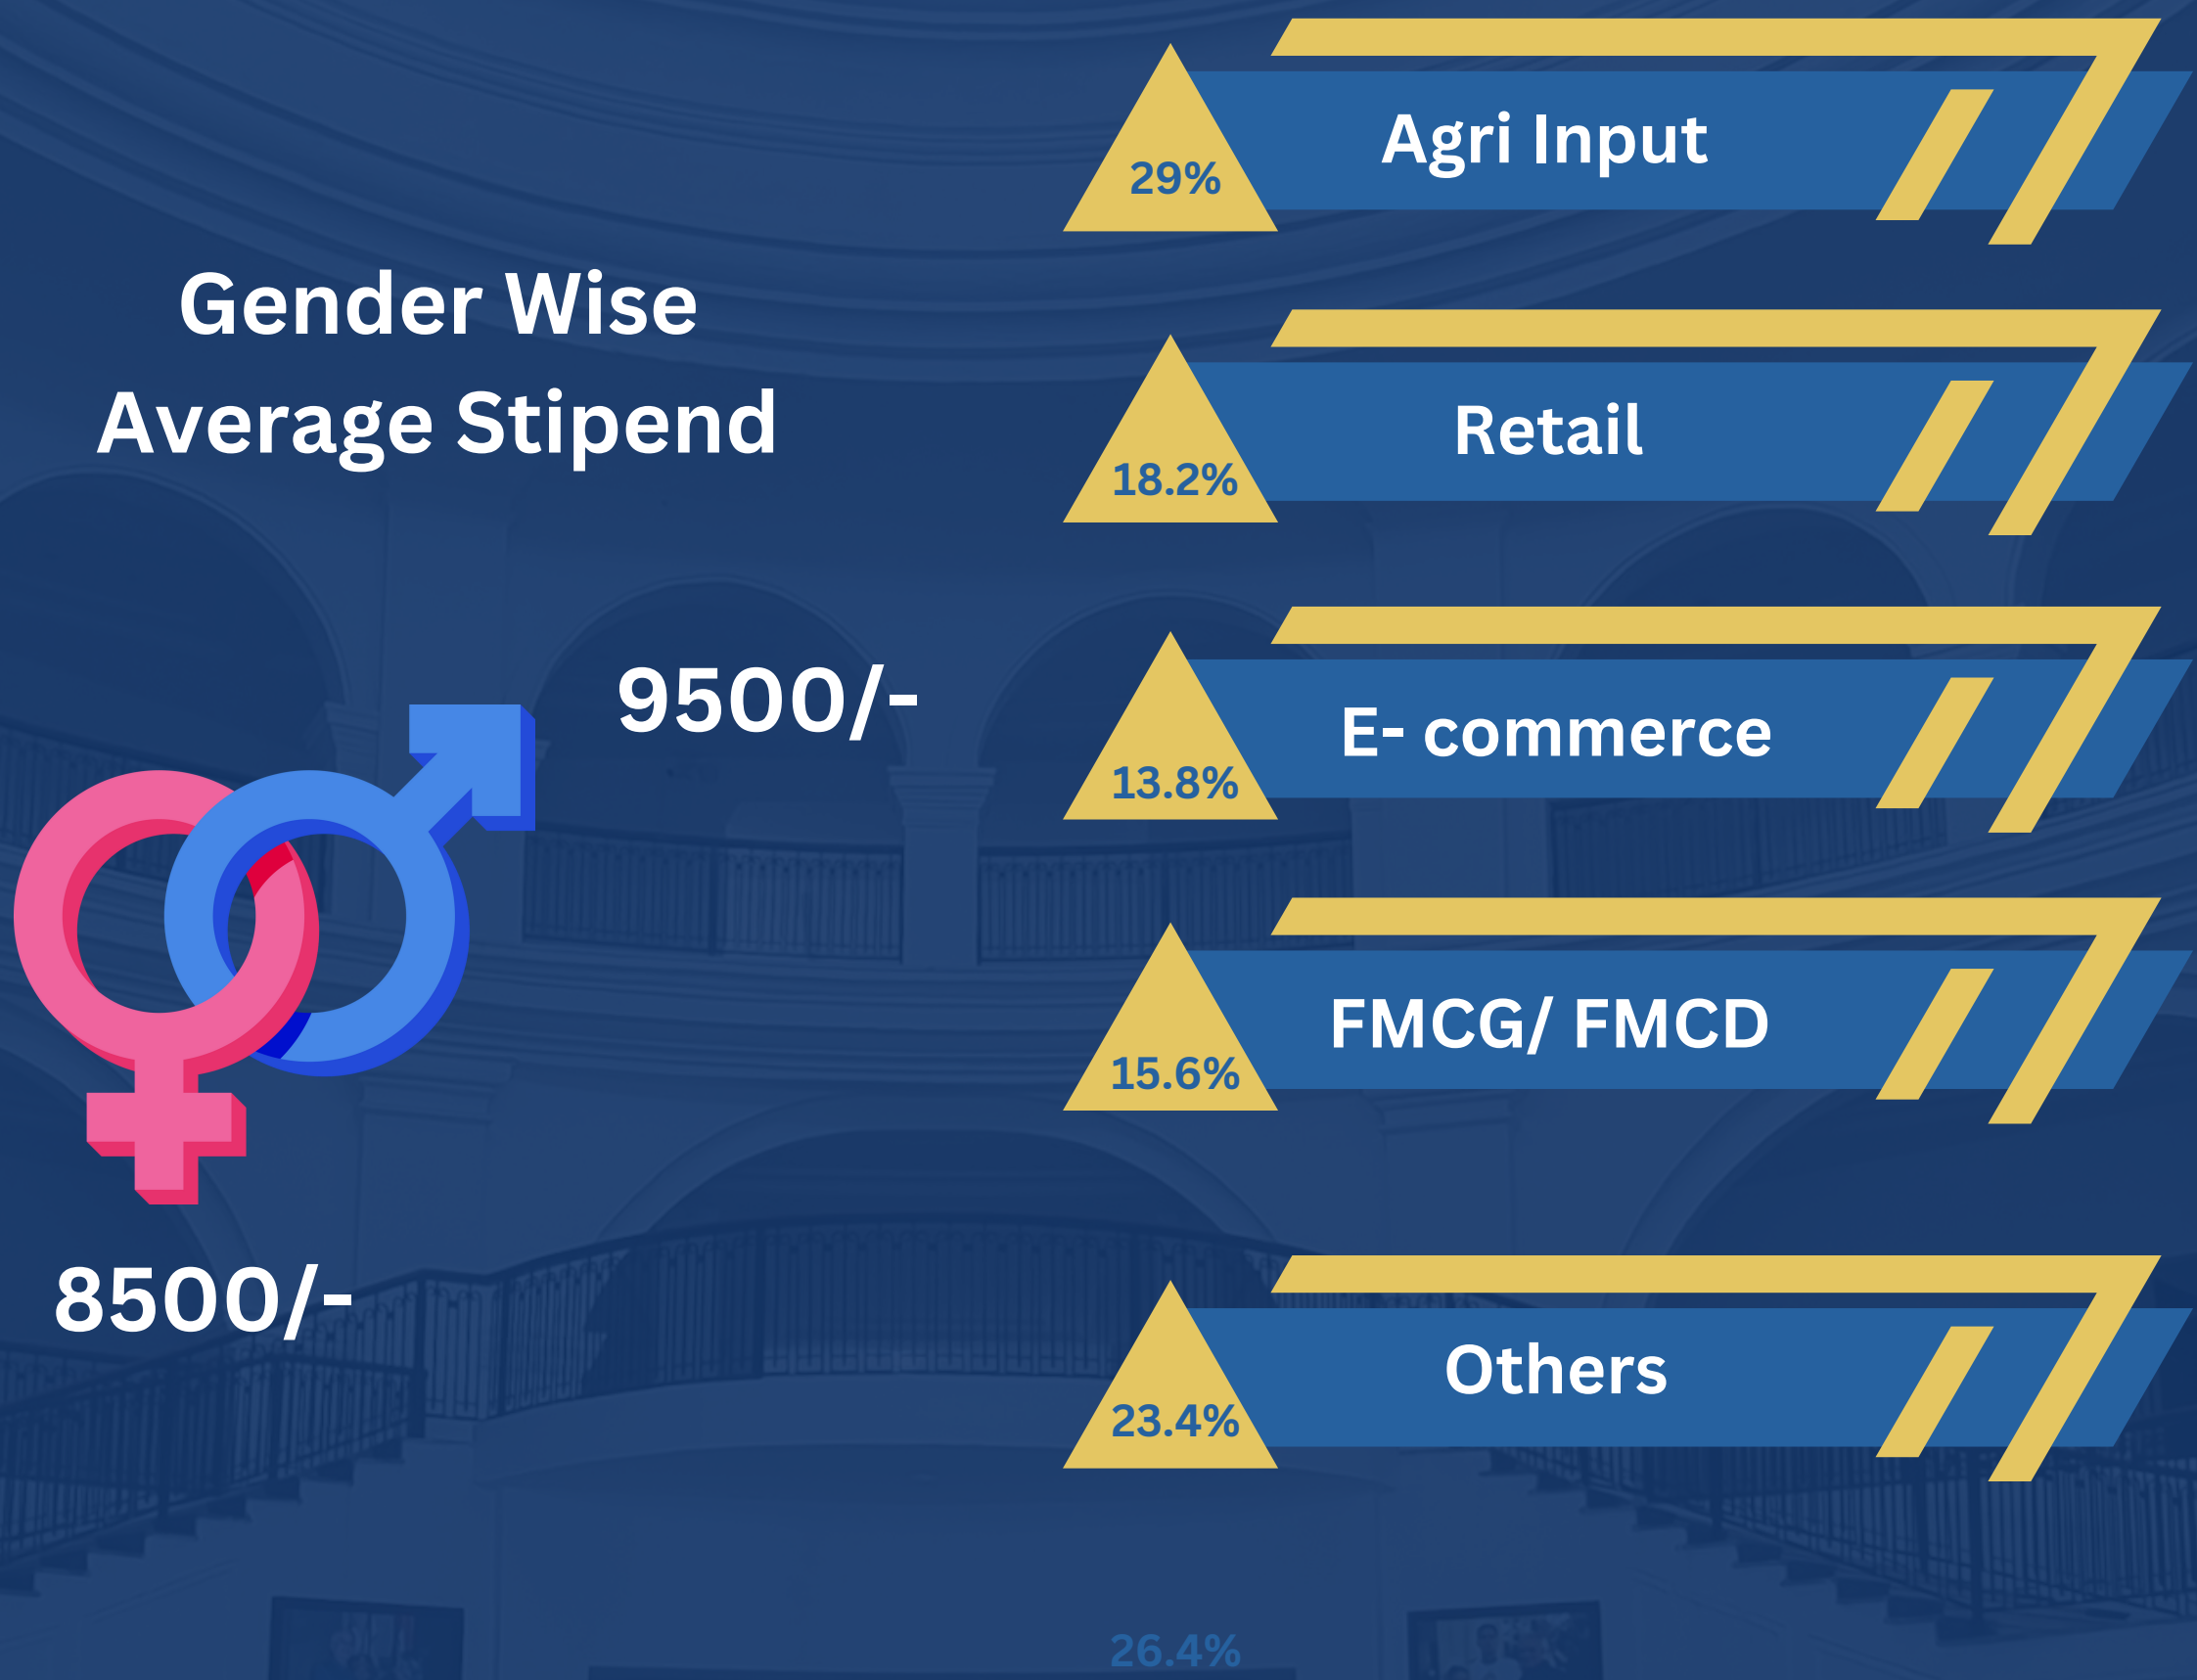 Gender Wise
Average Stipend
9500/-
8500/-
29%
Agri Input
18.2%
Retail
13.8%
E- commerce
15.6%
FMCG/ FMCD
23.4%
Others
26.4%